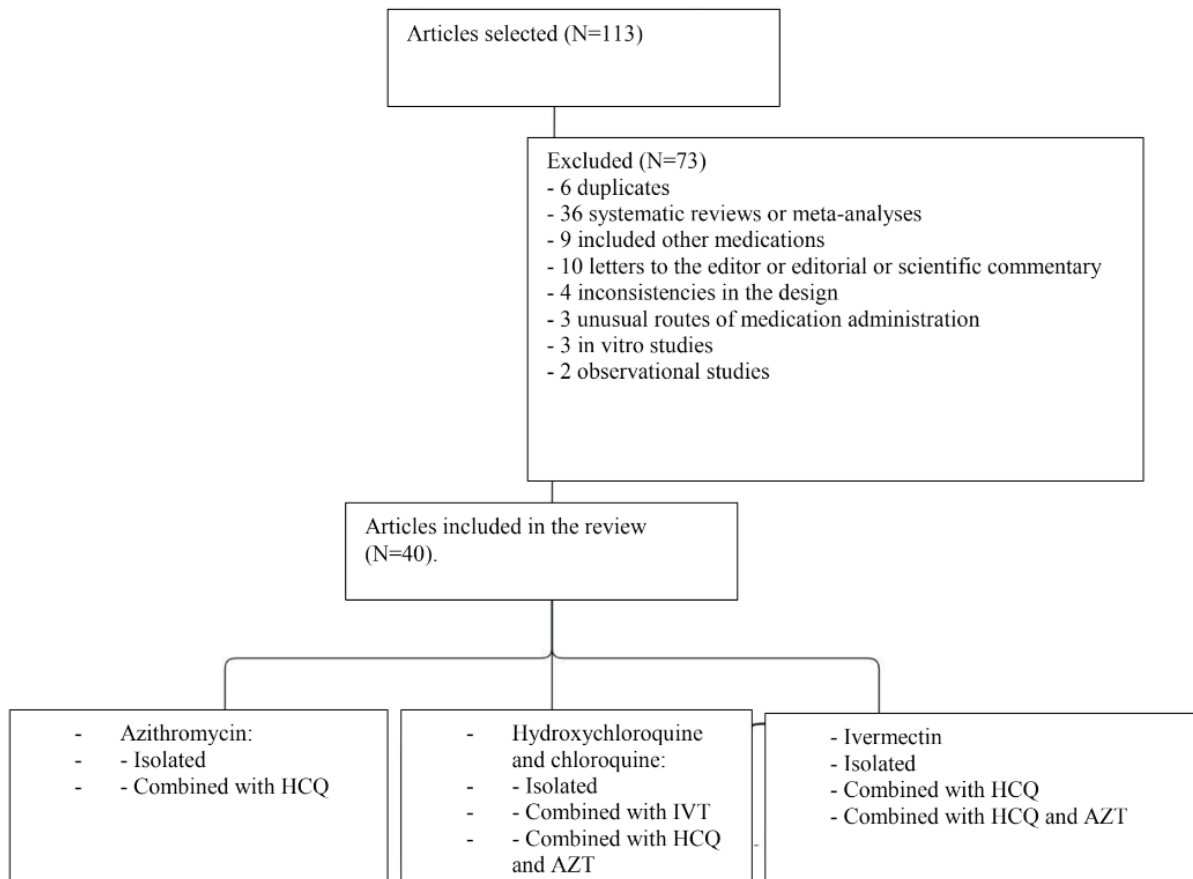 Articles selected (N=113)
Excluded (N=73)
- 6 duplicates
- 36 systematic reviews or meta-analyses
- 9 included other medications
- 10 letters to the editor or editorial or scientific commentary
- 4 inconsistencies in the design
- 3 unusual routes of medication administration
- 3 in vitro studies
- 2 observational studies
Articles included in the review
(N=40).
- Azithromycin:
- - Isolated
- - Combined with HCQ
- Hydroxychloroquine
and chloroquine:
- - Isolated
- - Combined with IVT
- - Combined with HCQ
and AZT
- Ivermectin
- Isolated
- Combined with HCQ
- Combined with HCQ and AZT